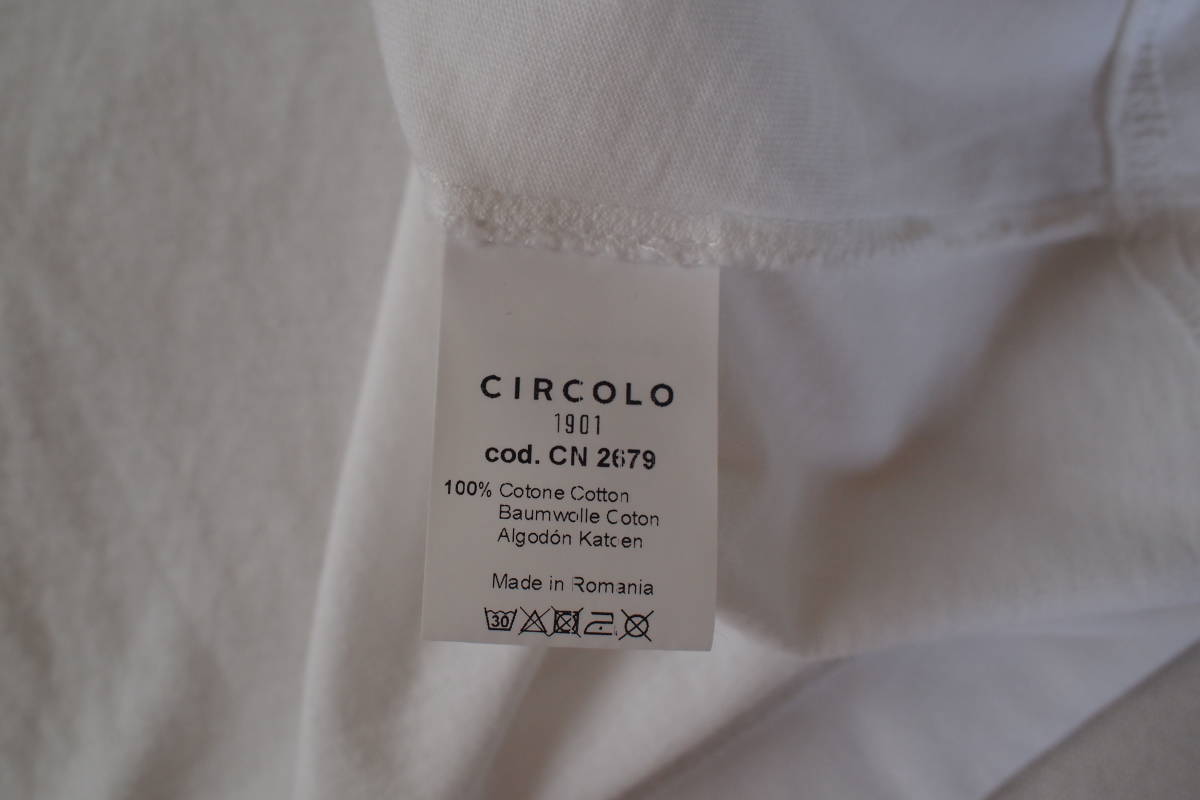 CIRCOLO
1901
cod. CN 2679
100% Cotone Cotton
Baumwolle Coton
Algodón Katoen
Made in Romania
30